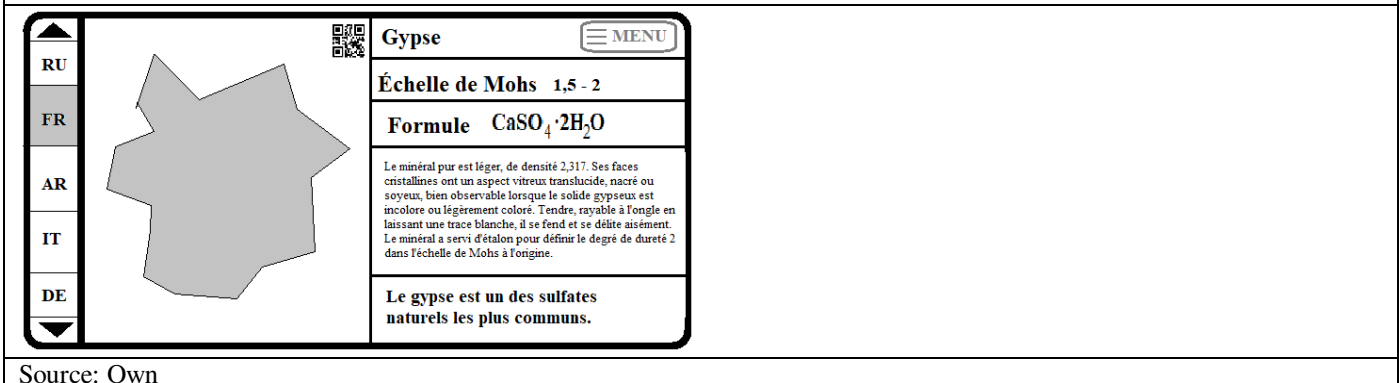 RU
FR
AR
IT
DE
Gypse
MENU
Échelle de Mohs 1,5 - 2
Formule CaSO4·2H2O
Le minéral pur est léger, de densité 2,317. Ses faces
cristallines ont un aspect vitreux translucide, nacré ou
soyeux, bien observable lorsque le solide gypseux est
incolore ou légèrement coloré. Tendre, rayable à l'ongle en
laissant une trace blanche, il se fend et se délite aisément.
Le minéral a servi d'étalon pour définir le degré de dureté 2
dans l'échelle de Mohs à l'origine.
Le gypse est un des sulfates
naturels les plus communs.
Source: Own